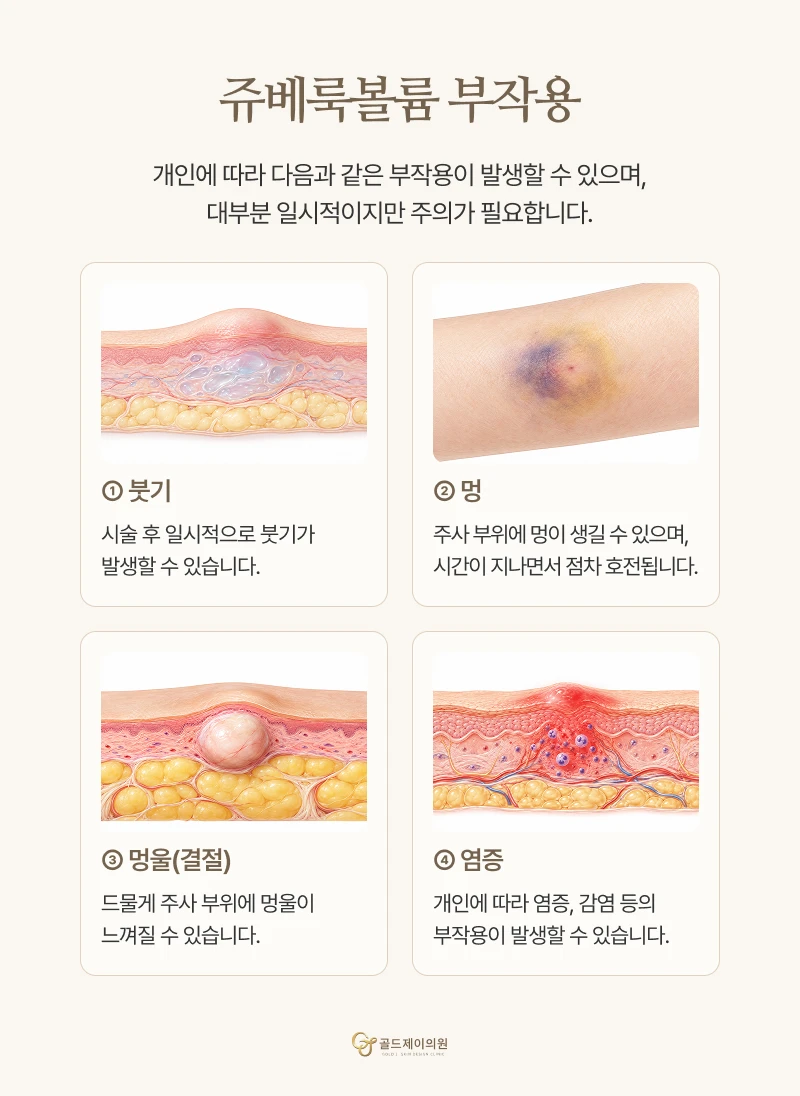 쥬베룩볼륨 부작용
개인에 따라 다음과 같은 부작용이 발생할 수 있으며,
대부분 일시적이지만 주의가 필요합니다.
① 붓기
시술 후 일시적으로 붓기가
발생할 수 있습니다.
② 멍
주사 부위에 멍이 생길 수 있으며,
시간이 지나면서 점차 호전됩니다.
③ 멍울(결절)
드물게 주사 부위에 멍울이
느껴질 수 있습니다.
④ 염증
개인에 따라 염증, 감염 등의
부작용이 발생할 수 있습니다.
골드제이의원